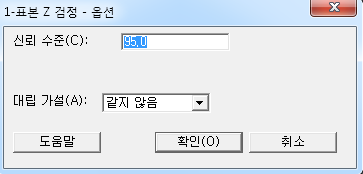 1-표본 Z 검정 - 옵션
신뢰 수준(C): 95.0
대립 가설(A): 같지 않음
도움말 확인(O) 취소